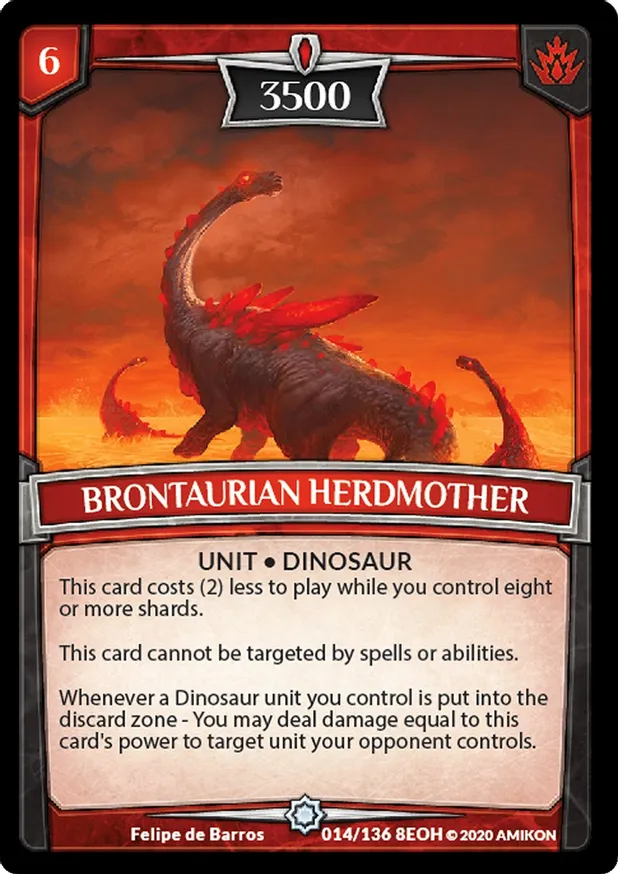 6
3500
BRONTAURIAN HERDMOTHER
UNIT • DINOSAUR
This card costs (2) less to play while you control eight
or more shards.
This card cannot be targeted by spells or abilities.
Whenever a Dinosaur unit you control is put into the
discard zone - You may deal damage equal to this
card's power to target unit your opponent controls.
Felipe de Barros 014/136 8EOH © 2020 AMIKON